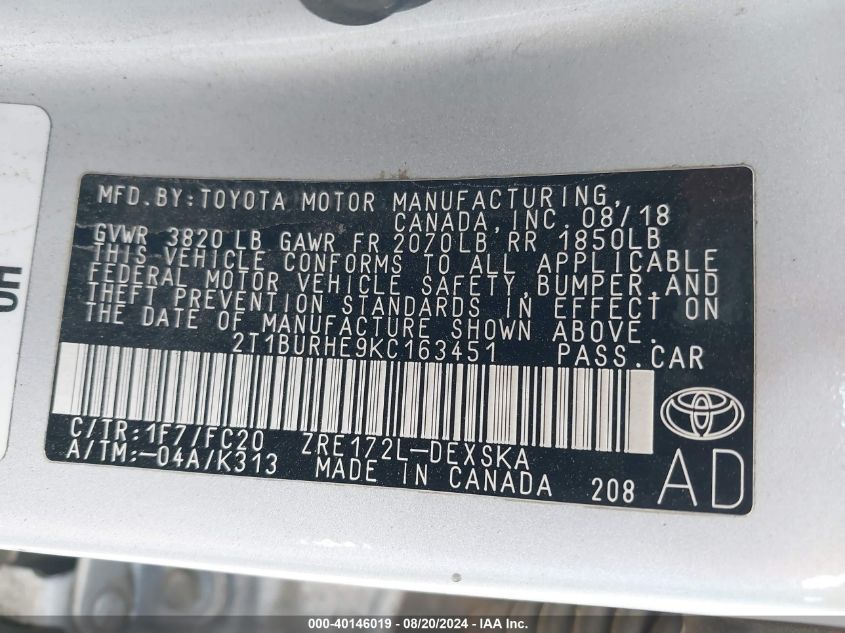 MFD.BY:TOYOTA MOTOR MANUFACTURING,
CANADA, INC. 08/18
GVWR 3820 LB GAWR FR 2070LB RR 1850LB
THIS VEHICLE CONFORMS TO ALL APPLICABLE
FEDERAL MOTOR VEHICLE SAFETY, BUMPER, AND
THEFT PREVENTION STANDARDS IN EFFECT ON
THE DATE OF MANUFACTURE SHOWN ABOVE.
2T1BURHE9KC163451 PASS.CAR
C/TR:1F7/FC20 ZRE172L-DEXSKA
A/TM:-04A/K313 MADE IN CANADA 208 AD
000-40146019 | 08/20/2024 | IAA Inc.